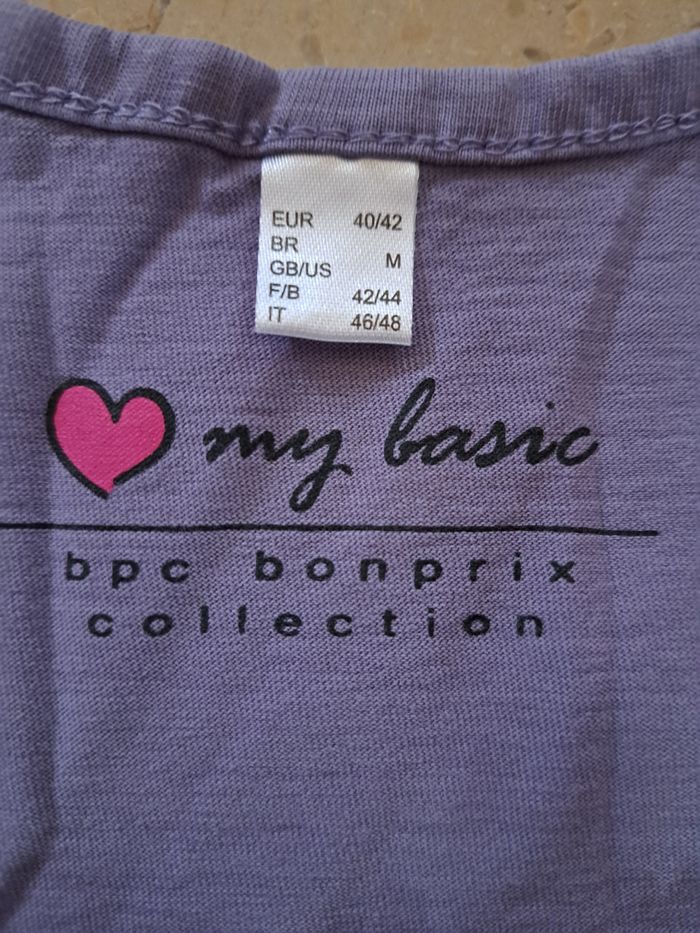 EUR 40/42
BR
GB/US M
F/B 42/44
IT 46/48
my basic
bpc bonprix
collection